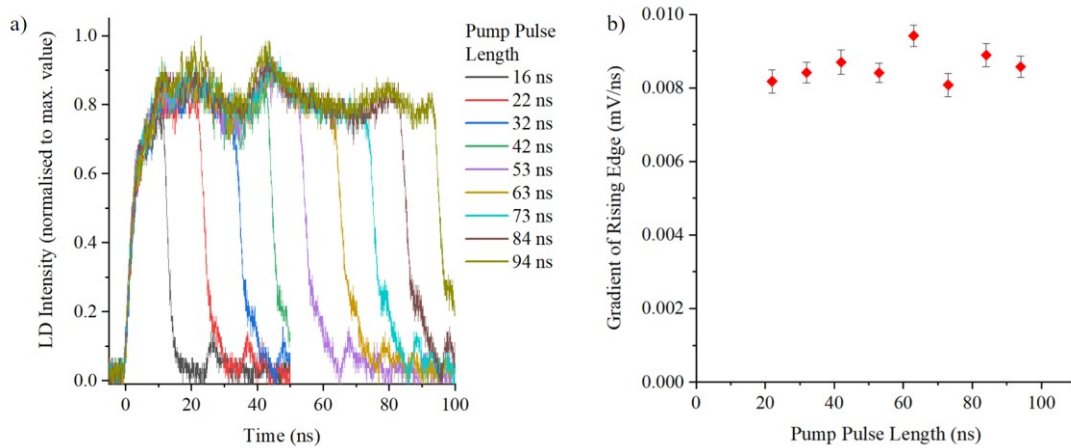 a)
LD Intensity (normalised to max. value)
1.0
0.8
0.6
0.4
0.2
0.0
0
20
40
60
80
100
Time (ns)
Pump Pulse
Length
16 ns
22 ns
32 ns
42 ns
53 ns
63 ns
73 ns
84 ns
94 ns
b)
Gradient of Rising Edge (mV/ns)
0.010
0.008
0.006
0.004
0.002
0.000
20
40
60
80
100
Pump Pulse Length (ns)